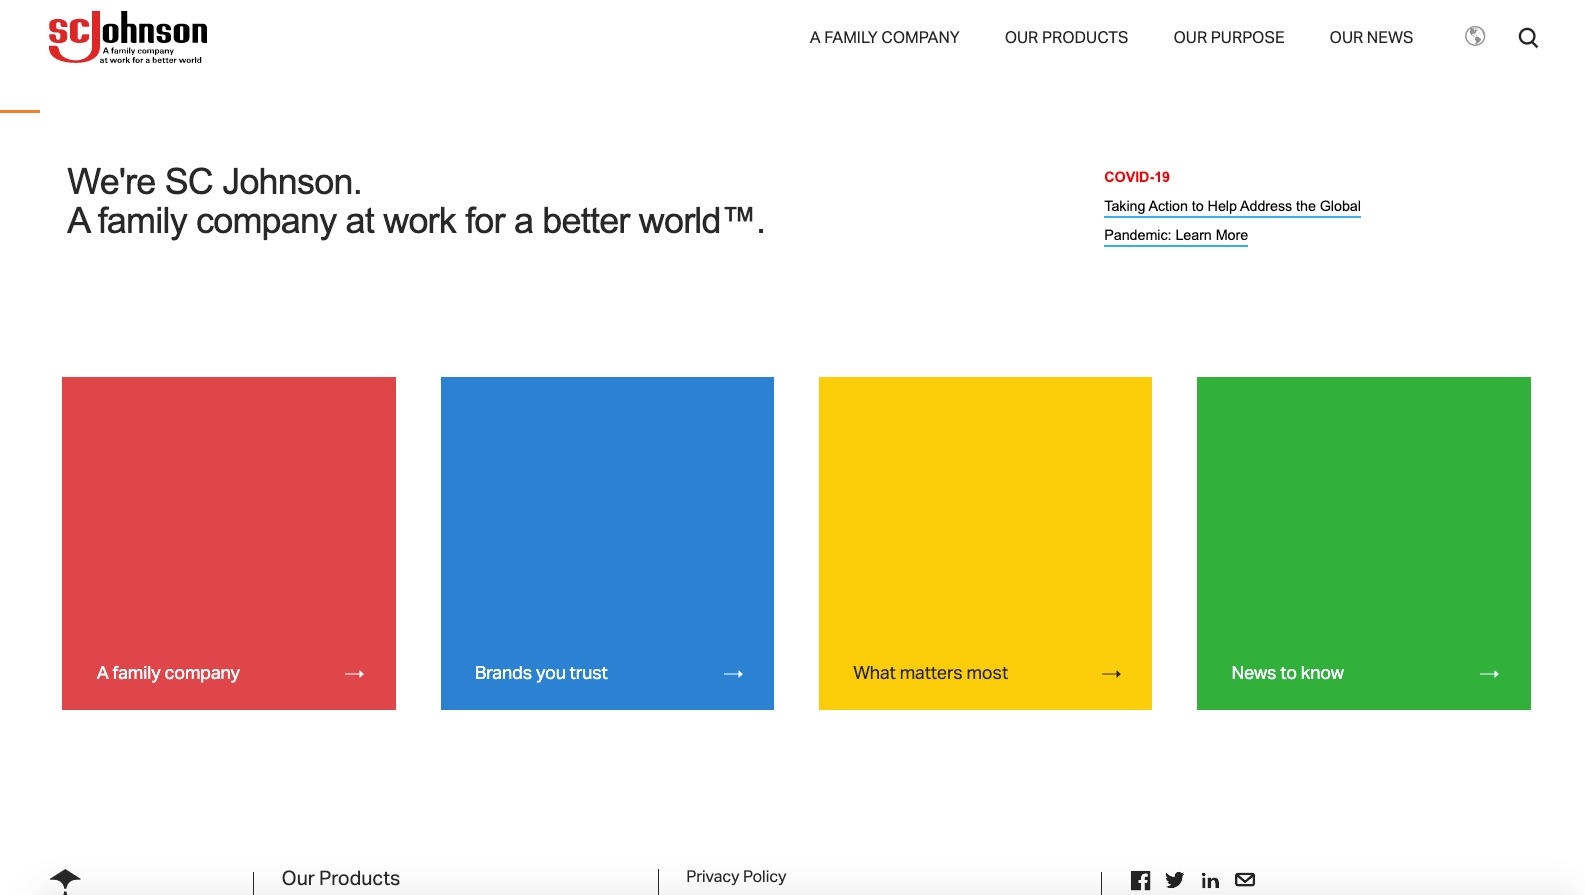 SC Johnson
A family company
at work for a better world
A FAMILY COMPANY
OUR PRODUCTS
OUR PURPOSE
OUR NEWS
We're SC Johnson.
A family company at work for a better world™.
COVID-19
Taking Action to Help Address the Global
Pandemic: Learn More
A family company
Brands you trust
What matters most
News to know
Our Products
Privacy Policy